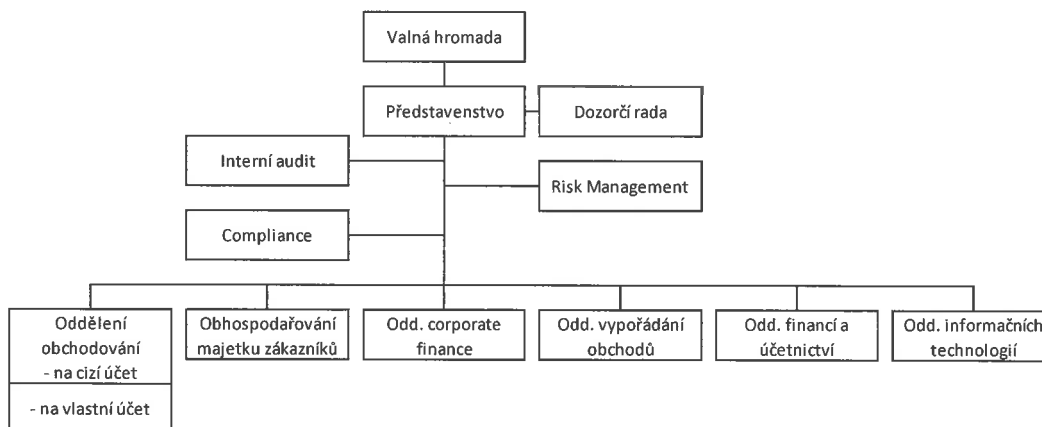 Valná hromada
Představenstvo
Dozorčí rada
Interní audit
Risk Management
Compliance
Oddělení
obchodování
- na cizí účet
- na vlastní účet
Obhospodařování
majetku zákazníků
Odd. corporate
finance
Odd. vypořádání
obchodů
Odd. financí a
účetnictví
Odd. informačních
technologií